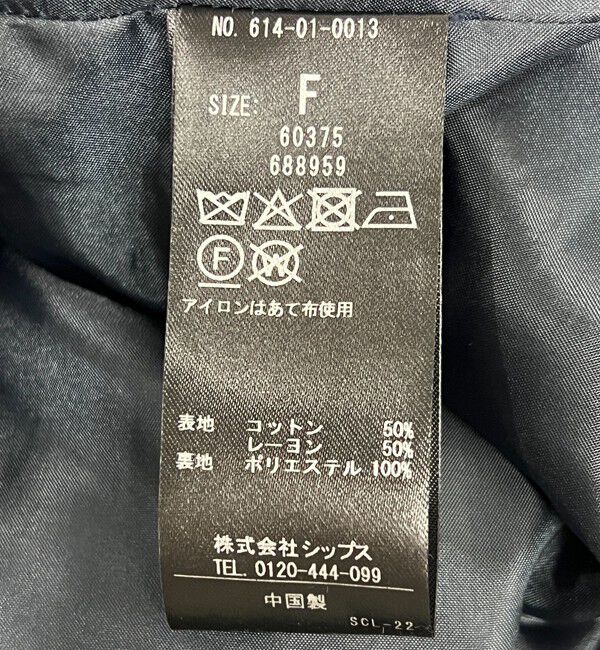 NO. 614-01-0013
SIZE: F
60375
688959
F W
アイロンはあて布使用
表地 コットン 50%
レーヨン 50%
裏地 ポリエステル 100%
株式会社シップス
TEL. 0120-444-099
中国製
SCL-22